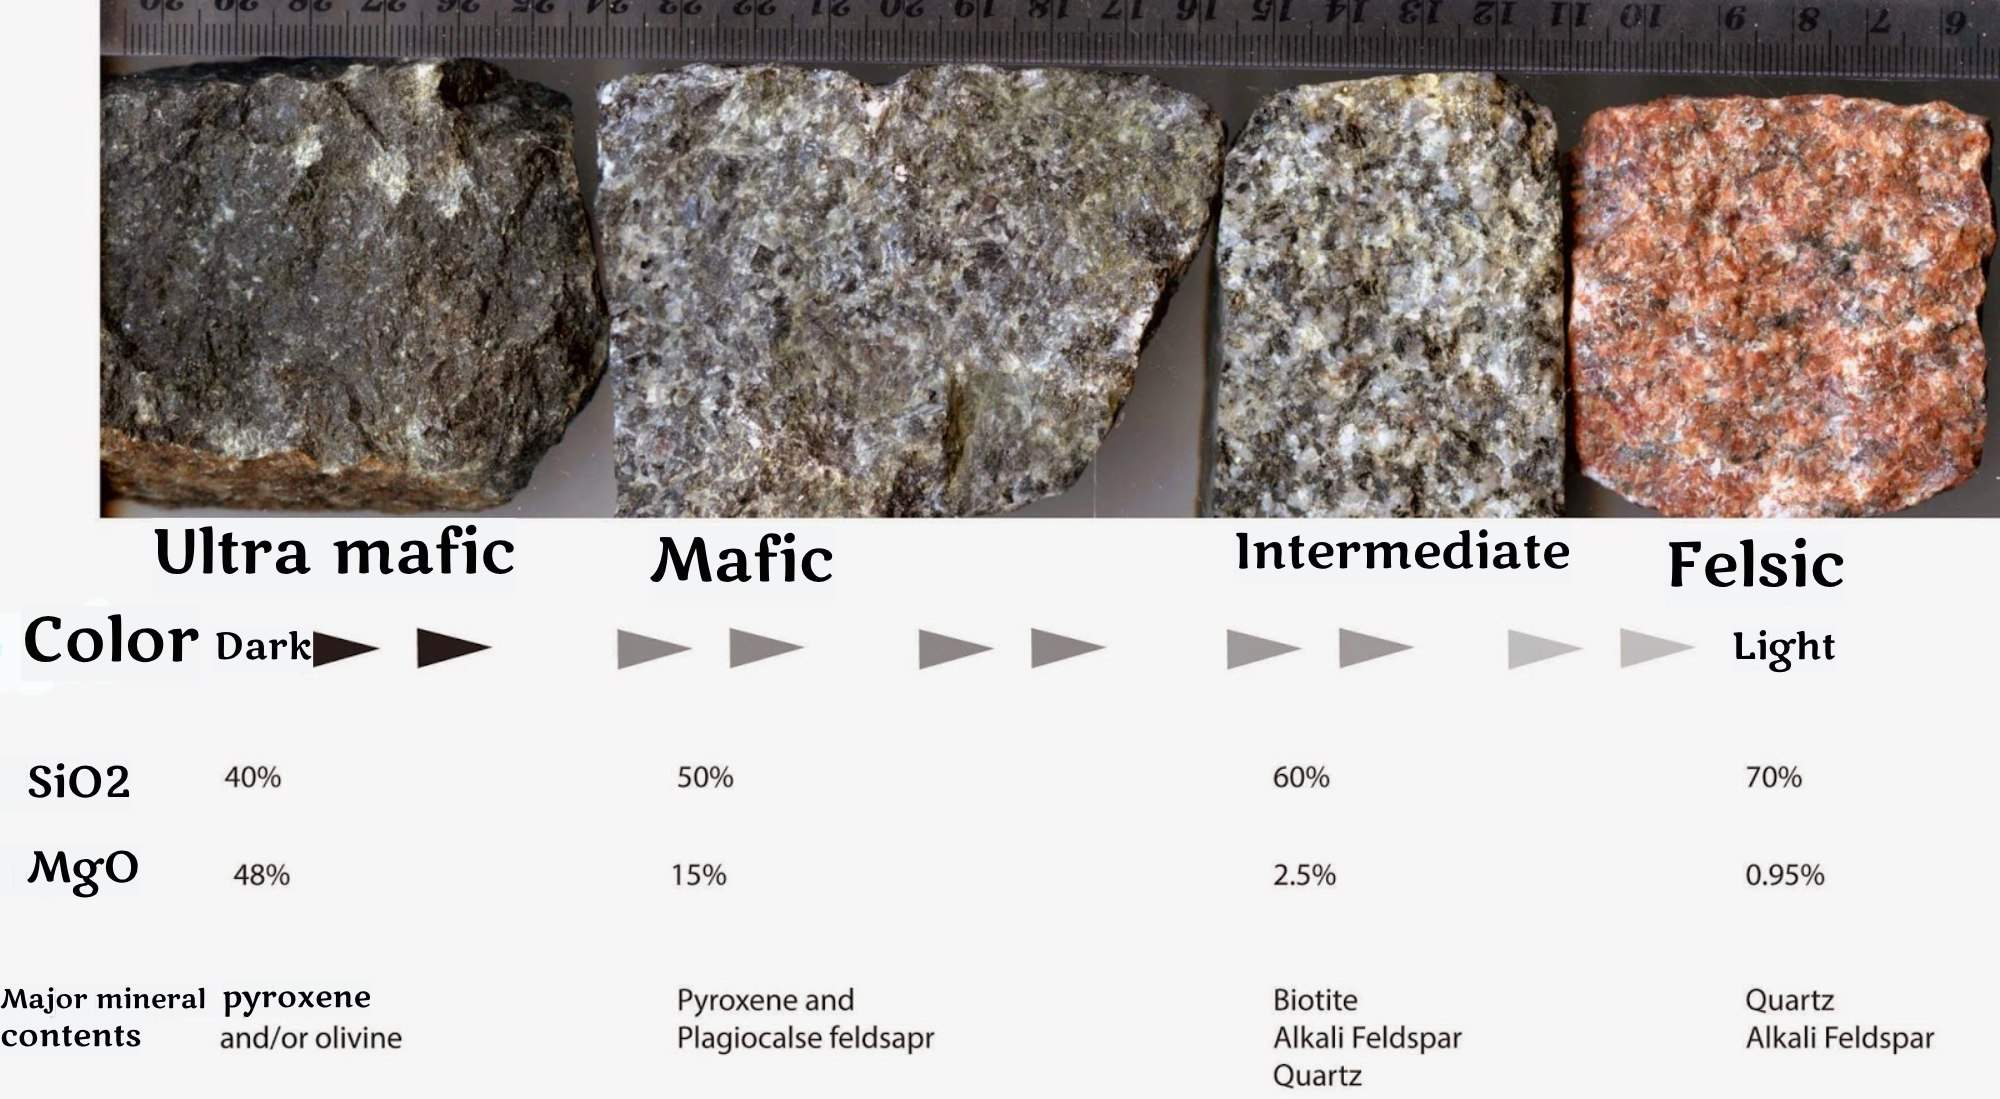 30 29 28 27 26 25 24 23 22 21 20 19 18 17 16 15 14 13 12 11 10 9 8 7 6
Ultra mafic Mafic Intermediate Felsic
Color Dark Light
SiO2 40% 50% 60% 70%
MgO 48% 15% 2.5% 0.95%
Major mineral pyroxene Pyroxene and Biotite Quartz
contents and/or olivine Plagiocalse feldsapr Alkali Feldspar Alkali Feldspar
Quartz